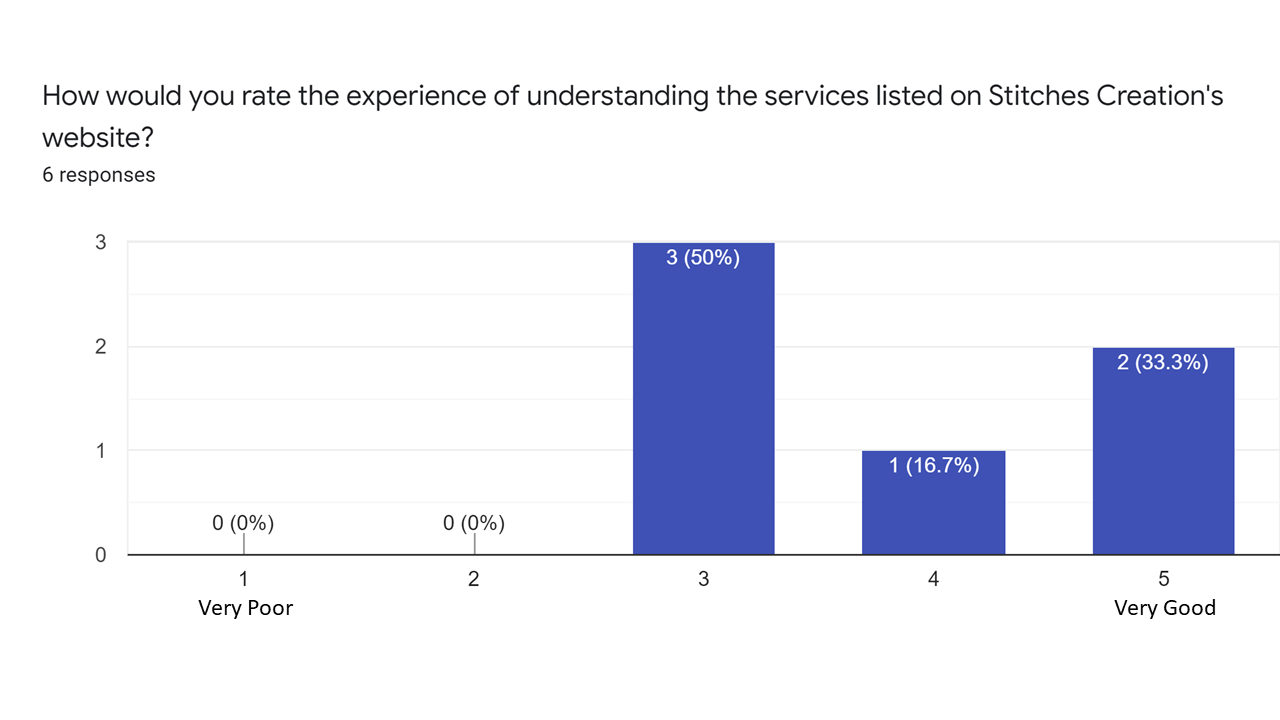 How would you rate the experience of understanding the services listed on Stitches Creation's
website?
6 responses
3
3 (50%)
2
2 (33.3%)
1
1 (16.7%)
0 (0%)
0 (0%)
0
1
2
3
4
5
Very Poor
Very Good